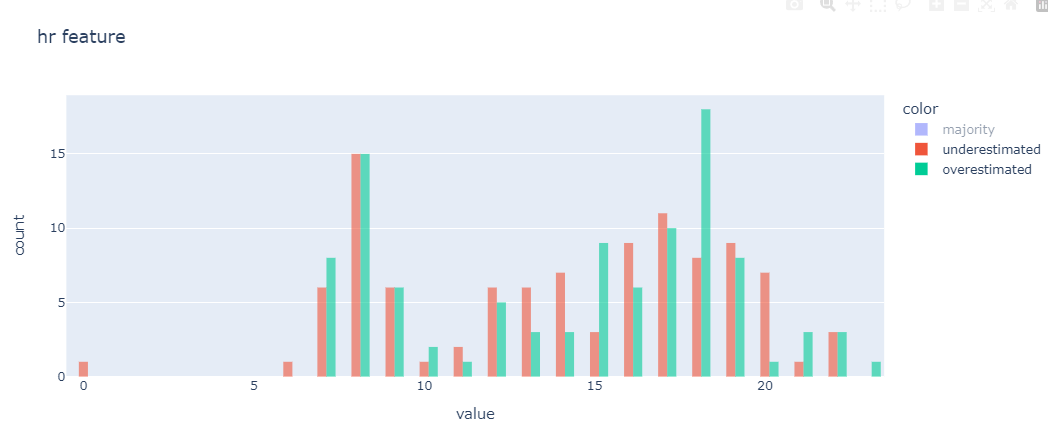 hr feature
color
majority
underestimated
overestimated
count
15
10
5
0
0 5 10 15 20
value